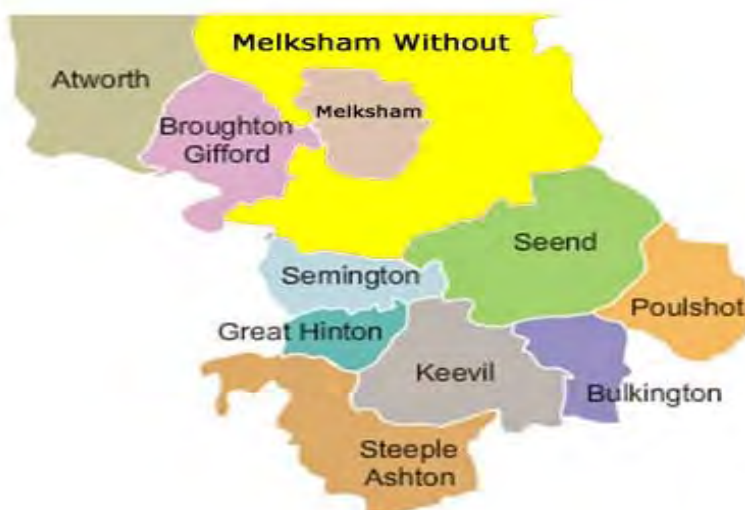 Melksham Without
Atworth
Melksham
Broughton
Gifford
Seend
Semington
Poulshot
Great Hinton
Keevil
Bulkington
Steeple
Ashton